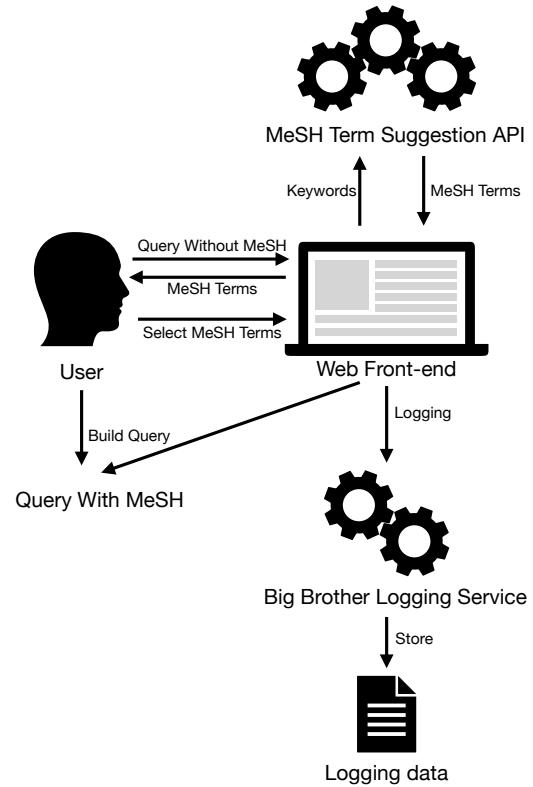 MeSH Term Suggestion API
Keywords
MeSH Terms
Query Without MeSH
MeSH Terms
Select MeSH Terms
User
Web Front-end
Logging
Build Query
Query With MeSH
Big Brother Logging Service
Store
Logging data